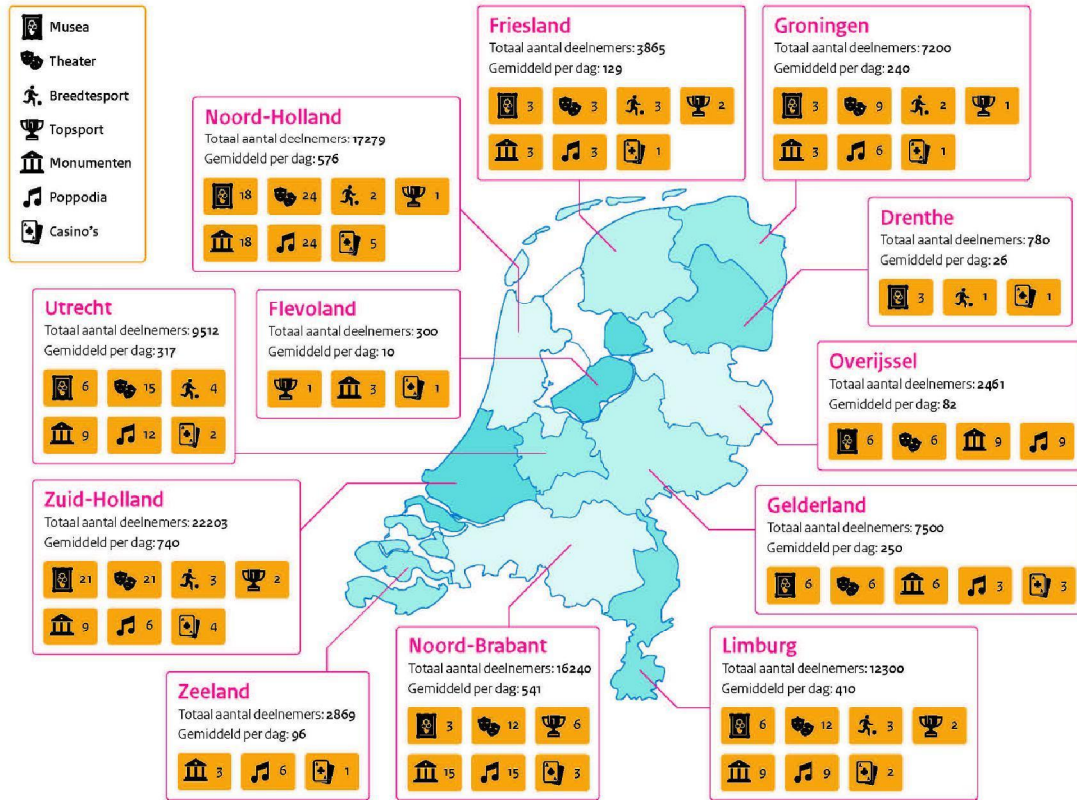 Musea
Theater
Breedtesport
Topsport
Monumenten
Poppodia
Casino's
Friesland
Totaal aantal deelnemers: 3865
Gemiddeld per dag: 129
3 3 3 2
3 3 1
Groningen
Totaal aantal deelnemers: 7200
Gemiddeld per dag: 240
3 9 2 1
3 6 1
Noord-Holland
Totaal aantal deelnemers: 17279
Gemiddeld per dag: 576
18 24 2 1
18 24 5
Drenthe
Totaal aantal deelnemers: 780
Gemiddeld per dag: 26
3 1 1
Utrecht
Totaal aantal deelnemers: 9512
Gemiddeld per dag: 317
6 15 4
9 12 2
Flevoland
Totaal aantal deelnemers: 300
Gemiddeld per dag: 10
1 3 1
Overijssel
Totaal aantal deelnemers: 2461
Gemiddeld per dag: 82
6 6 9 9
Zuid-Holland
Totaal aantal deelnemers: 22203
Gemiddeld per dag: 740
21 21 3 2
9 6 4
Gelderland
Totaal aantal deelnemers: 7500
Gemiddeld per dag: 250
6 6 6 3 3
Zeeland
Totaal aantal deelnemers: 2869
Gemiddeld per dag: 96
3 6 1
Noord-Brabant
Totaal aantal deelnemers: 16240
Gemiddeld per dag: 541
3 12 6
15 15 3
Limburg
Totaal aantal deelnemers: 12300
Gemiddeld per dag: 410
6 12 3 2
9 9 2